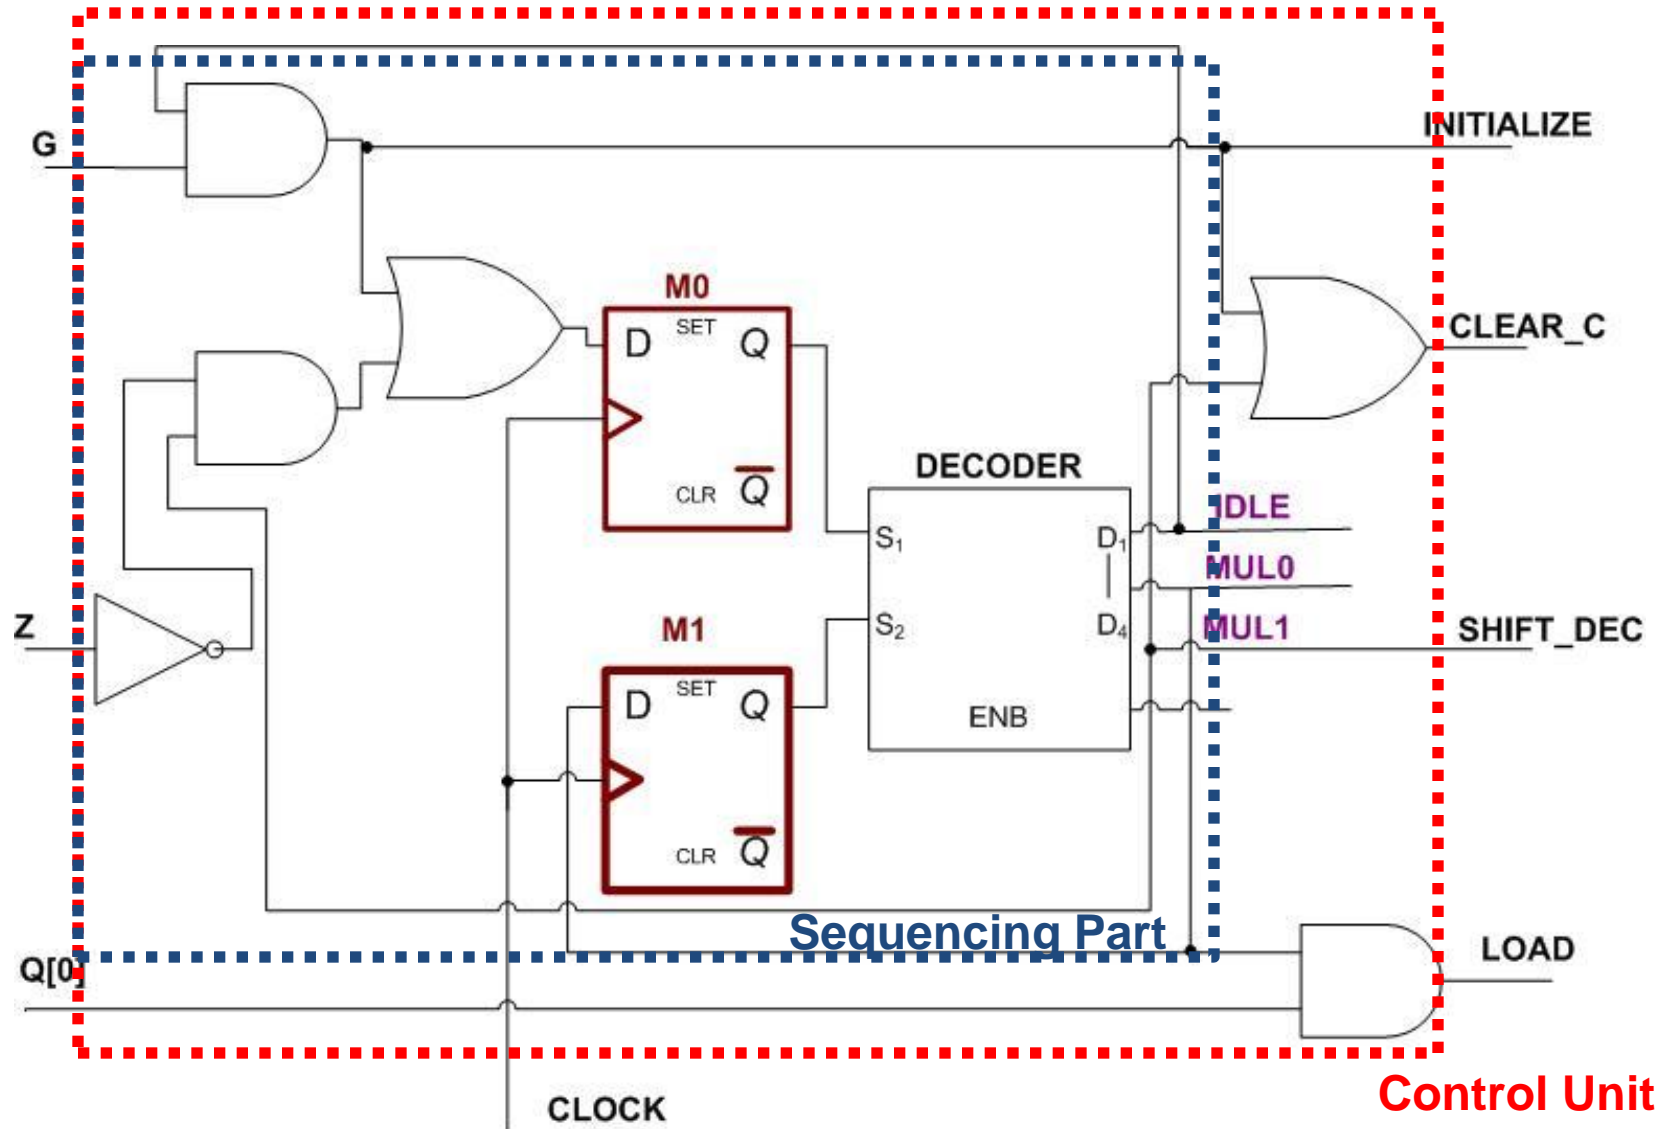 INITIALIZE
G
M0
SET
D
Q
CLEAR_C
DECODER
CLR
Q
IDLE
S1
D1
MUL0
Z
M1
S2
D4
MUL1
SHIFT_DEC
SET
D
Q
ENB
CLR
Q
Sequencing Part
Q[0]
LOAD
Control Unit
CLOCK